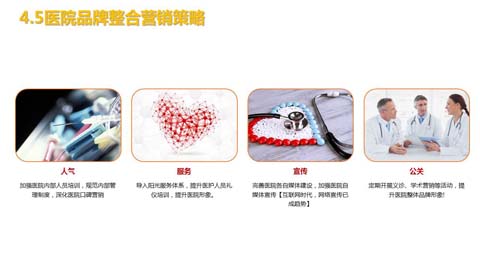 4.5医院品牌整合营销策略
人气
加强医院内部人员培训，规范内部管
理制度，深化医院口碑营销
服务
导入阳光服务体系，提升医护人员礼
仪培训，提升医院形象。
宣传
完善医院各自媒体建设，加强医院自
媒体宣传【互联网时代，网络宣传已
成趋势】
公关
定期开展义诊、学术营销等活动，提
升医院整体品牌形象!